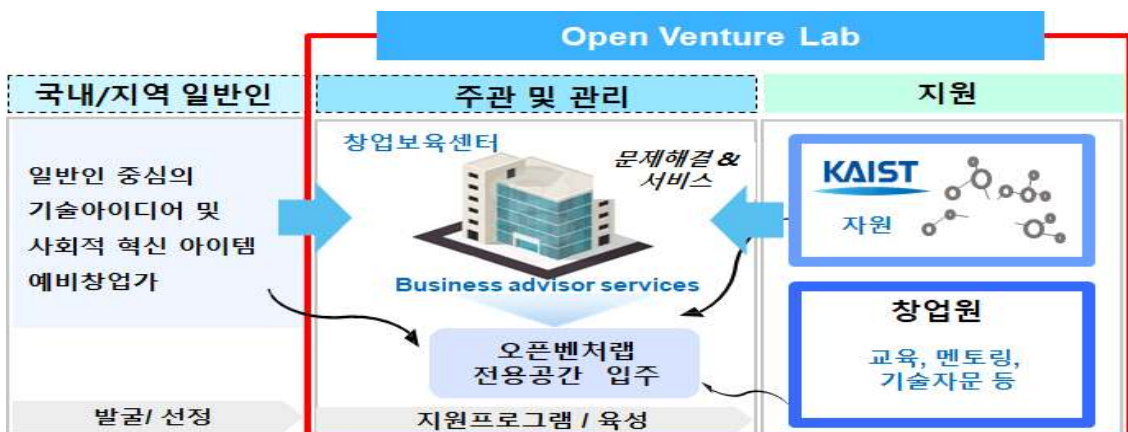 Open Venture Lab
국내/지역 일반인
주관 및 관리
지원
일반인 중심의
기술아이디어 및
사회적 혁신 아이템
예비창업가
창업보육센터
문제해결 &
서비스
Business advisor services
오픈벤처랩
전용공간 입주
KAIST
자원
창업원
교육, 멘토링,
기술자문 등
발굴/ 선정
지원프로그램 / 육성